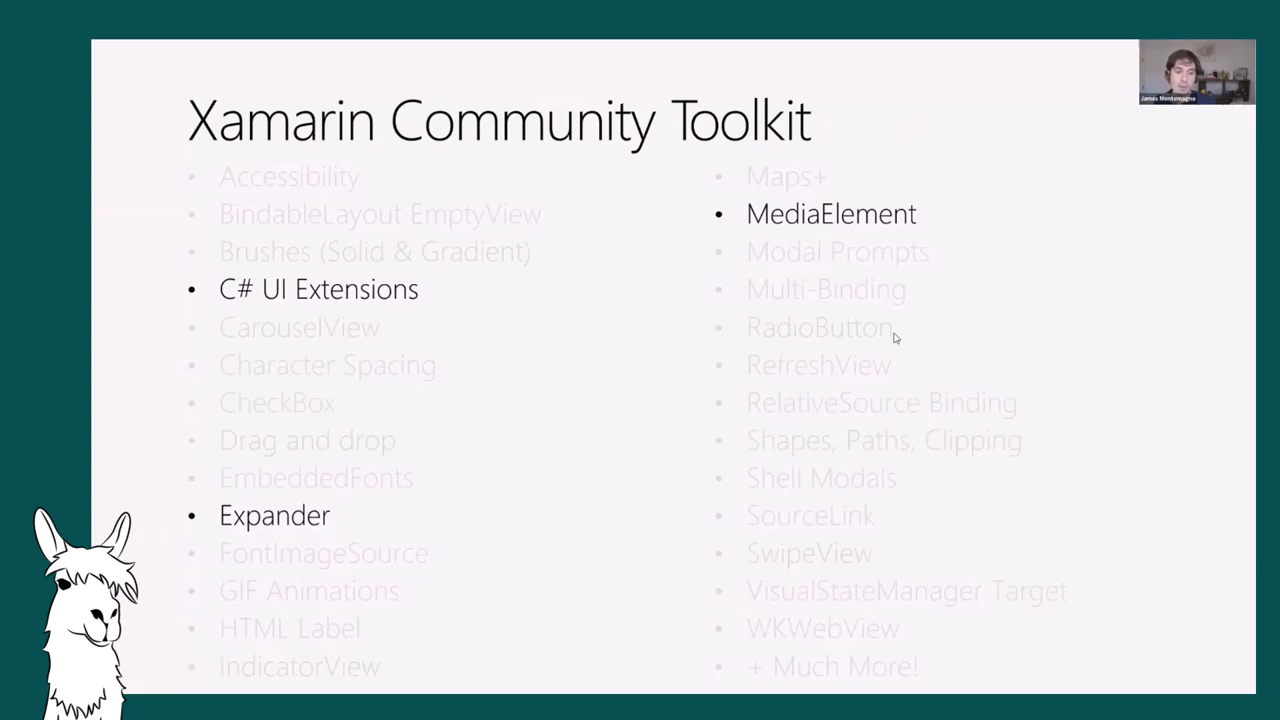 James Montemagno
Xamarin Community Toolkit
• Accessibility
• BindableLayout EmptyView
• Brushes (Solid & Gradient)
• C# UI Extensions
• CarouselView
• Character Spacing
• CheckBox
• Drag and drop
• EmbeddedFonts
• Expander
• FontImageSource
• GIF Animations
• HTML Label
• IndicatorView
• Maps+
• MediaElement
• Modal Prompts
• Multi-Binding
• RadioButton
• RefreshView
• RelativeSource Binding
• Shapes, Paths, Clipping
• Shell Modals
• SourceLink
• SwipeView
• VisualStateManager Target
• WKWebView
• + Much More!